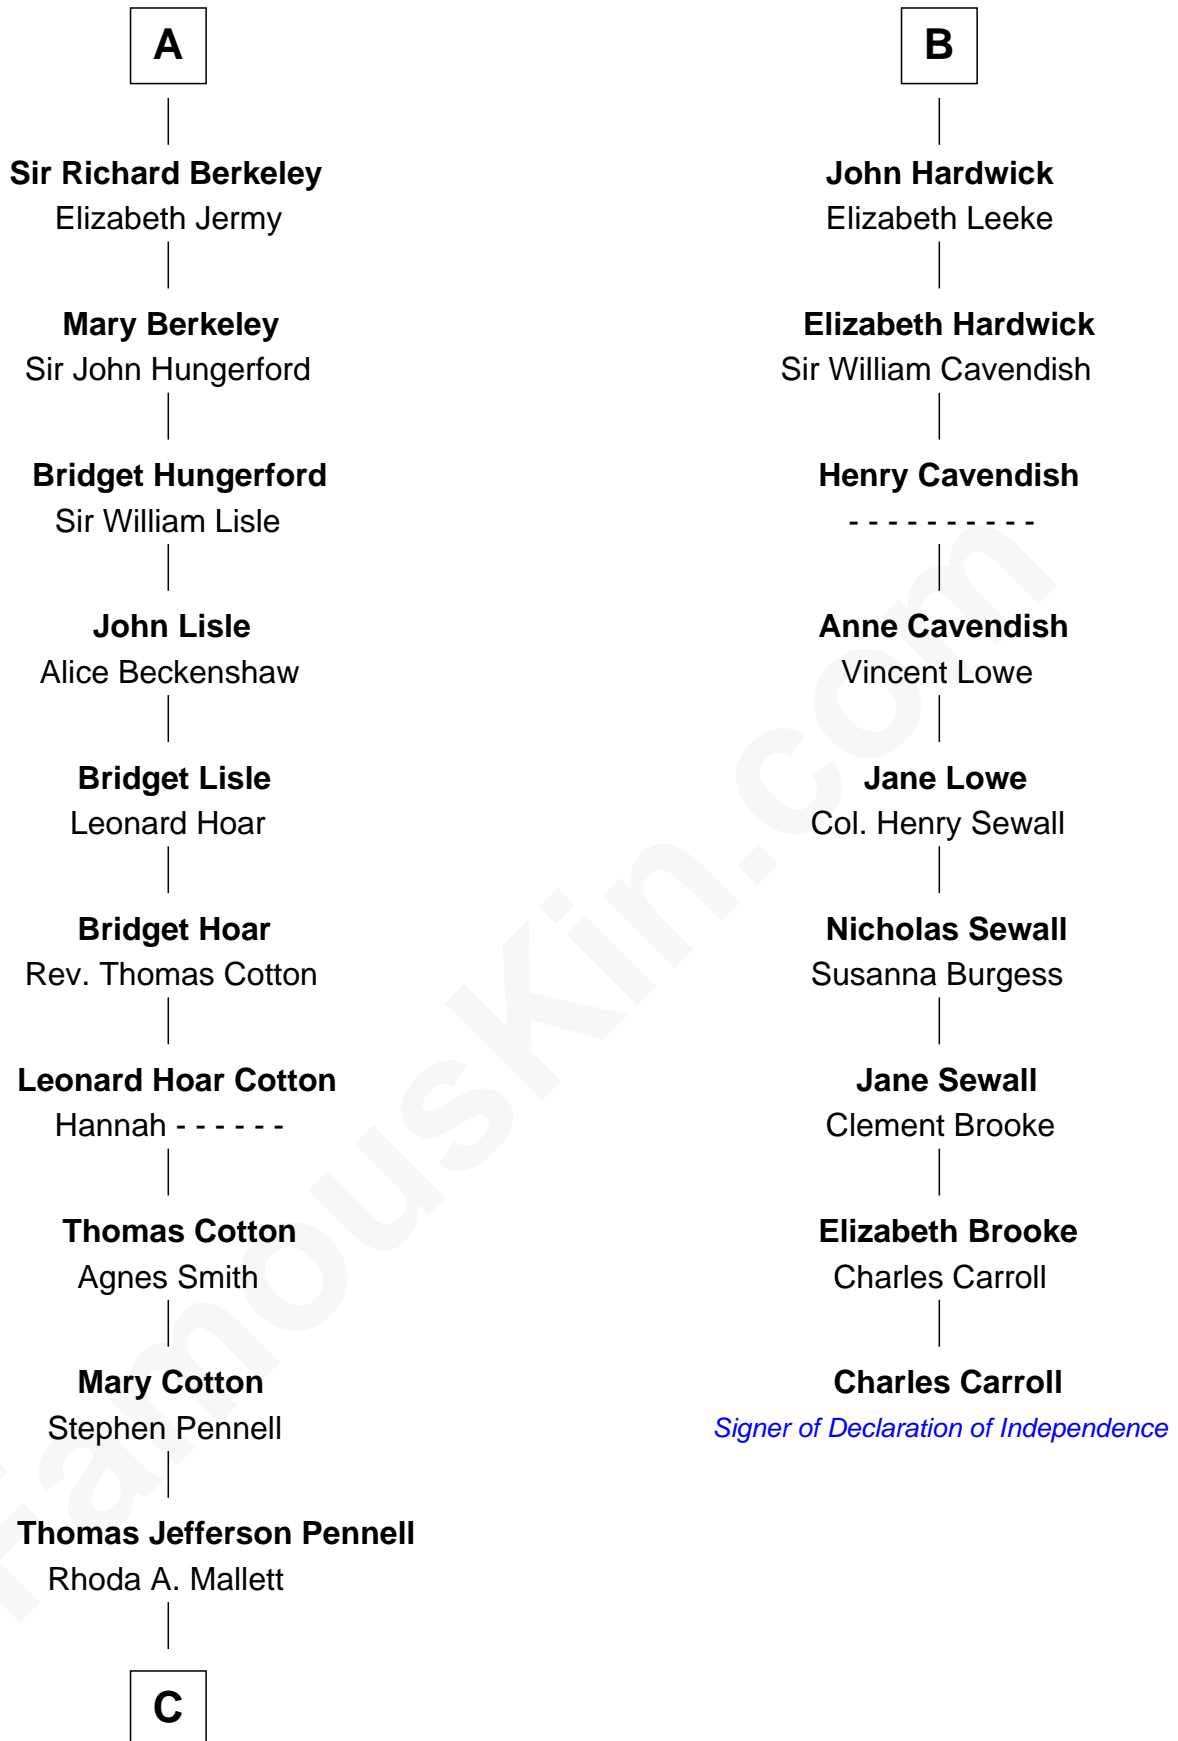 A
Sir Richard Berkeley
Elizabeth Jermy
Mary Berkeley
Sir John Hungerford
Bridget Hungerford
Sir William Lisle
John Lisle
Alice Beckenshaw
Bridget Lisle
Leonard Hoar
Bridget Hoar
Rev. Thomas Cotton
Leonard Hoar Cotton
Hannah - - - - - -
Thomas Cotton
Agnes Smith
Mary Cotton
Stephen Pennell
Thomas Jefferson Pennell
Rhoda A. Mallett
C
B
John Hardwick
Elizabeth Leeke
Elizabeth Hardwick
Sir William Cavendish
Henry Cavendish
- - - - - - - - - -
Anne Cavendish
Vincent Lowe
Jane Lowe
Col. Henry Sewall
Nicholas Sewall
Susanna Burgess
Jane Sewall
Clement Brooke
Elizabeth Brooke
Charles Carroll
Charles Carroll
Signer of Declaration of Independence
FamousKin.com